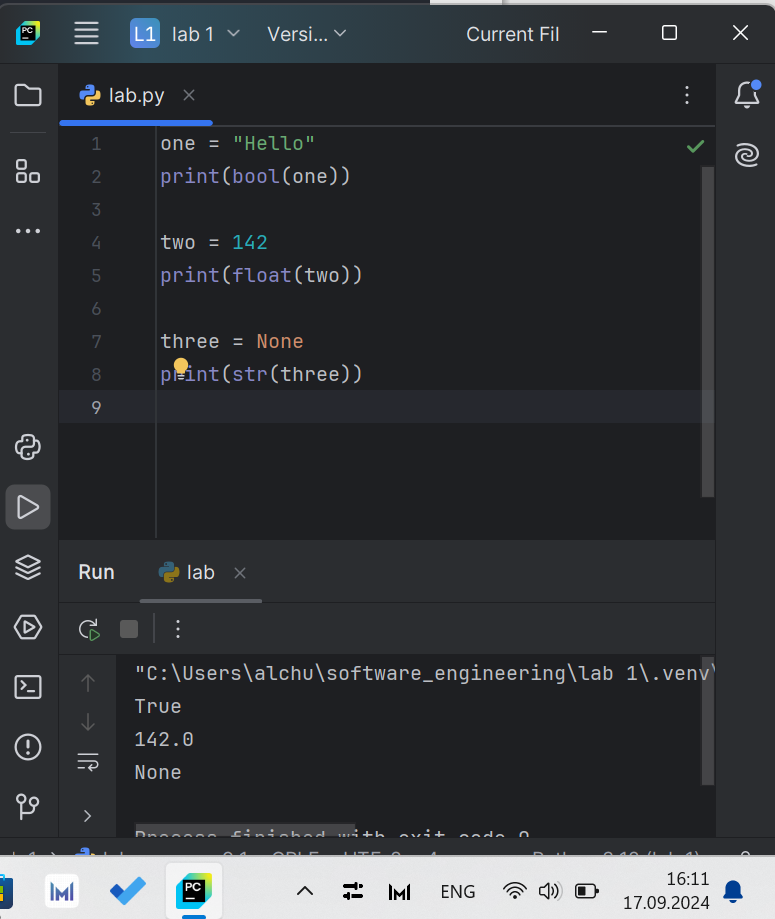 L1 lab 1 Versi... Current Fil
lab.py
1 one = "Hello"
2 print(bool(one))
3
4 two = 142
5 print(float(two))
6
7 three = None
8 print(str(three))
9
Run lab
"C:\Users\alchu\software_engineering\lab 1\.venv\
True
142.0
None
Process finished with exit code 0
PC ENG 16:11
17.09.2024